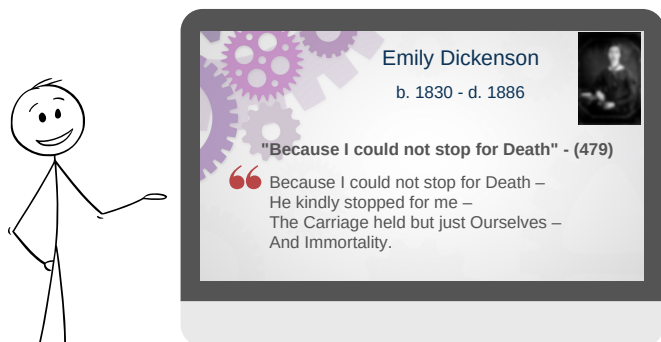 Emily Dickenson
b. 1830 - d. 1886
"Because I could not stop for Death" - (479)
Because I could not stop for Death –
He kindly stopped for me –
The Carriage held but just Ourselves –
And Immortality.